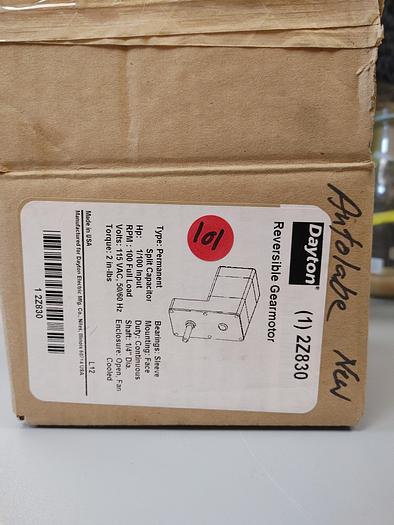 Autolabe New
Dayton® (1) 2Z830
Reversible Gearmotor
101
Type: Permanent
Split Capacitor
Hp: 1/100 Input
RPM: 100 Full Load
Volts: 115 VAC, 50/60 Hz
Torque: 2 in-lbs
Bearings: Sleeve
Mounting: Face
Duty: Continuous
Shaft: 1/4" Dia.
Enclosure: Open, Fan
Cooled
Made in USA
L12
Manufactured for Dayton Electric Mfg. Co., Niles, Illinois 60714 USA
1 2Z830